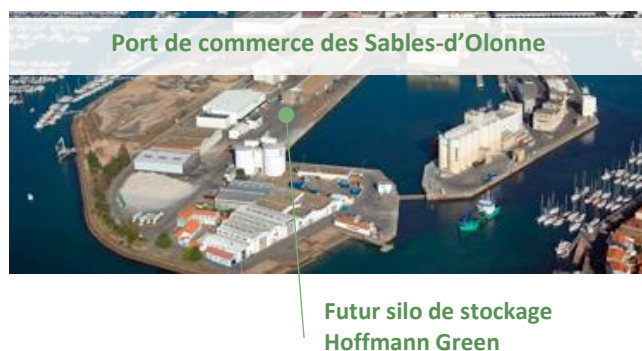 Port de commerce des Sables-d’Olonne
Futur silo de stockage
Hoffmann Green